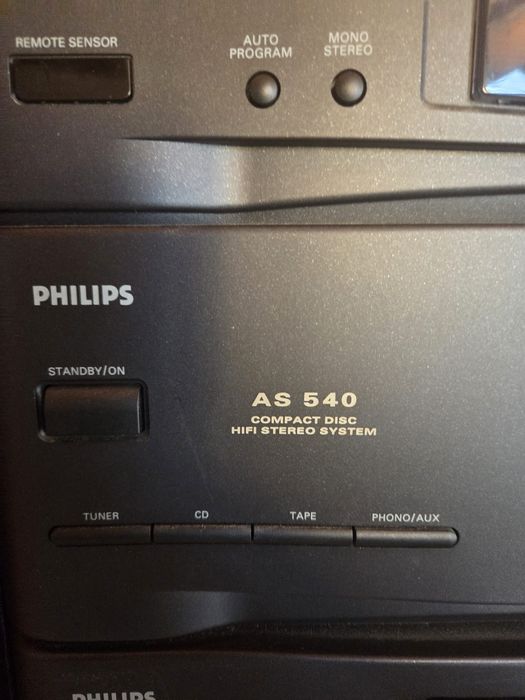 REMOTE SENSOR
AUTO
PROGRAM
MONO
STEREO
PHILIPS
STANDBY/ON
AS 540
COMPACT DISC
HIFI STEREO SYSTEM
TUNER
CD
TAPE
PHONO/AUX
PHILIPS